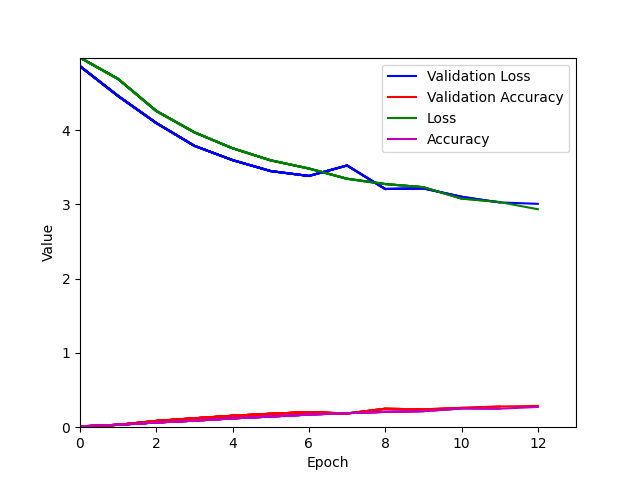 Validation Loss
Validation Accuracy
Loss
Accuracy
Value
4
3
2
1
0
0 2 4 6 8 10 12
Epoch